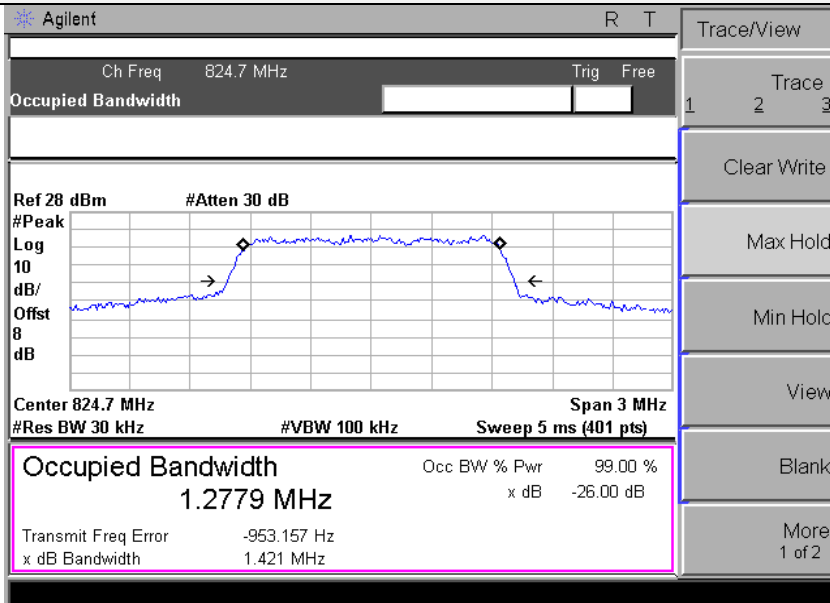 Agilent R T
Trace/View
Ch Freq 824.7 MHz Trig Free
Occupied Bandwidth
Trace
1 2 3
Clear Write
Max Hold
Min Hold
View
Blank
More
1 of 2
Ref 28 dBm #Atten 30 dB
#Peak
Log
10
dB/
Offst
8
dB
Center 824.7 MHz Span 3 MHz
#Res BW 30 kHz #VBW 100 kHz Sweep 5 ms (401 pts)
Occupied Bandwidth Occ BW % Pwr 99.00 %
1.2779 MHz x dB -26.00 dB
Transmit Freq Error -953.157 Hz
x dB Bandwidth 1.421 MHz